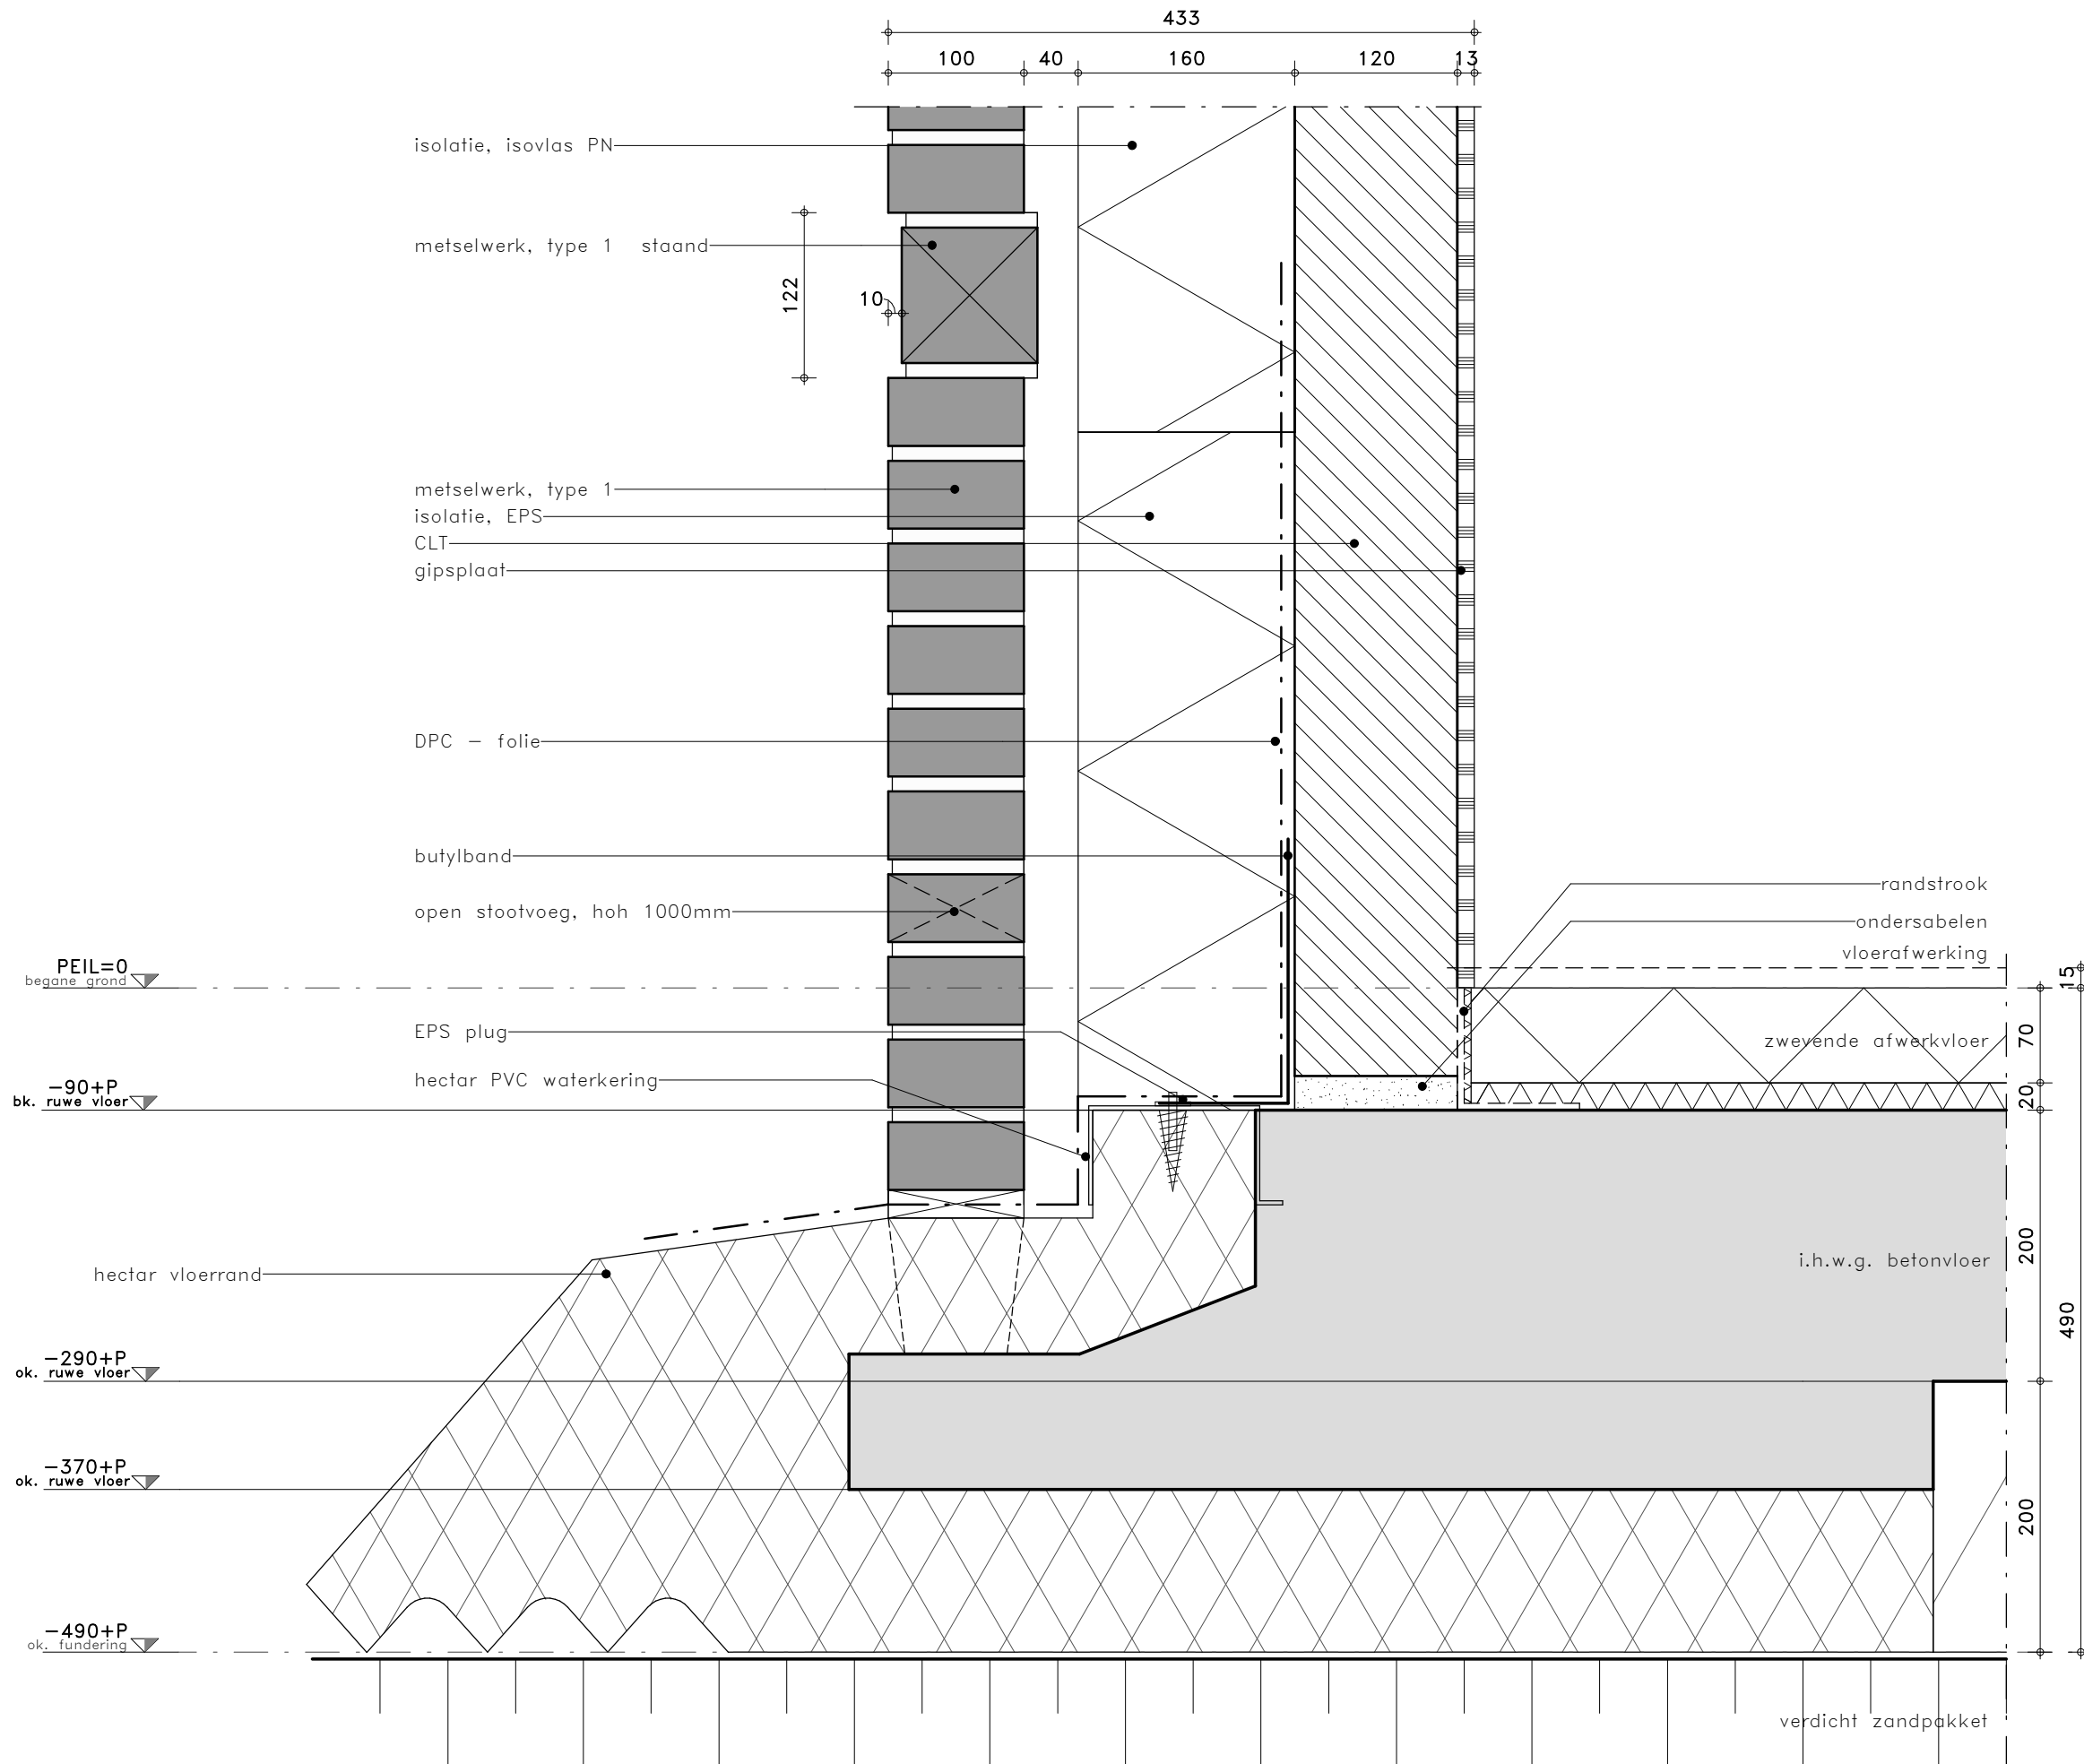 433
100 40 160 120 13
isolatie, isovlas PN
metselwerk, type 1 staand
122
10
metselwerk, type 1
isolatie, EPS
CLT
gipsplaat
DPC - folie
butylband
open stootvoeg, hoh 1000mm
randstrook
ondersabelen
vloerafwerking
PEIL=0
begane grond
15
EPS plug
zwevende afwerkvloer
70
hectar PVC waterkering
-90+P
bk. ruwe vloer
20
hectar vloerrand
i.h.w.g. betonvloer
200
490
-290+P
ok. ruwe vloer
-370+P
ok. ruwe vloer
200
-490+P
ok. fundering
verdicht zandpakket